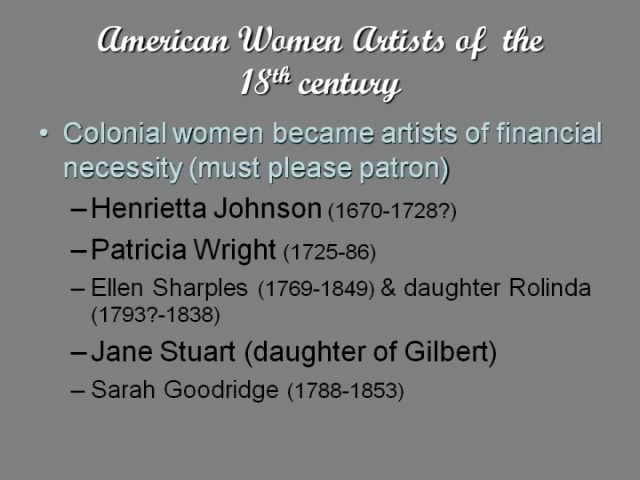 American Women Artists of the
18th century
• Colonial women became artists of financial
necessity (must please patron)
– Henrietta Johnson (1670-1728?)
– Patricia Wright (1725-86)
– Ellen Sharples (1769-1849) & daughter Rolinda
(1793?-1838)
– Jane Stuart (daughter of Gilbert)
– Sarah Goodridge (1788-1853)